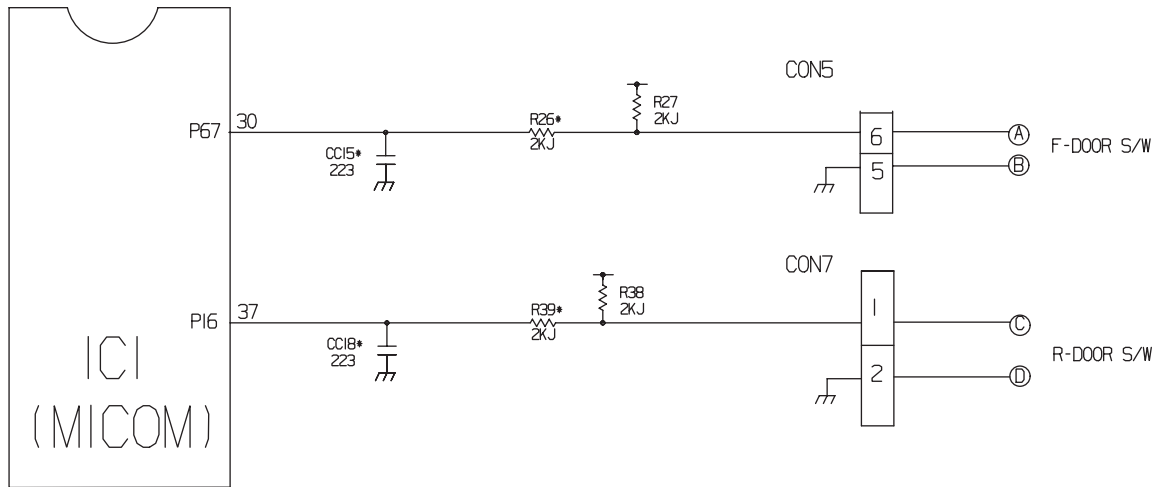 CON5
P67 30
R26*
2KJ
R27
2KJ
CC15*
223
6
5
A
B
F-DOOR S/W
CON7
P16 37
R39*
2KJ
R38
2KJ
CC18*
223
1
2
C
D
R-DOOR S/W
IC1
(MICOM)